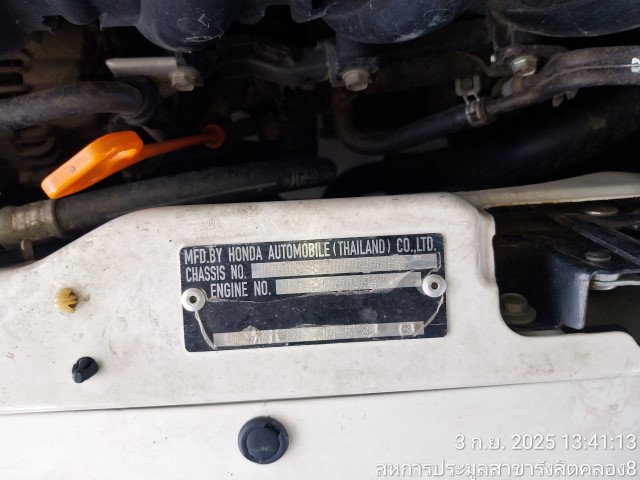 MFD.BY HONDA AUTOMOBILE (THAILAND) CO.,LTD.
CHASSIS NO.
ENGINE NO.
3 ก.ย. 2025 13:41:13
สหการประมูลสาขารังสิตคลอง8